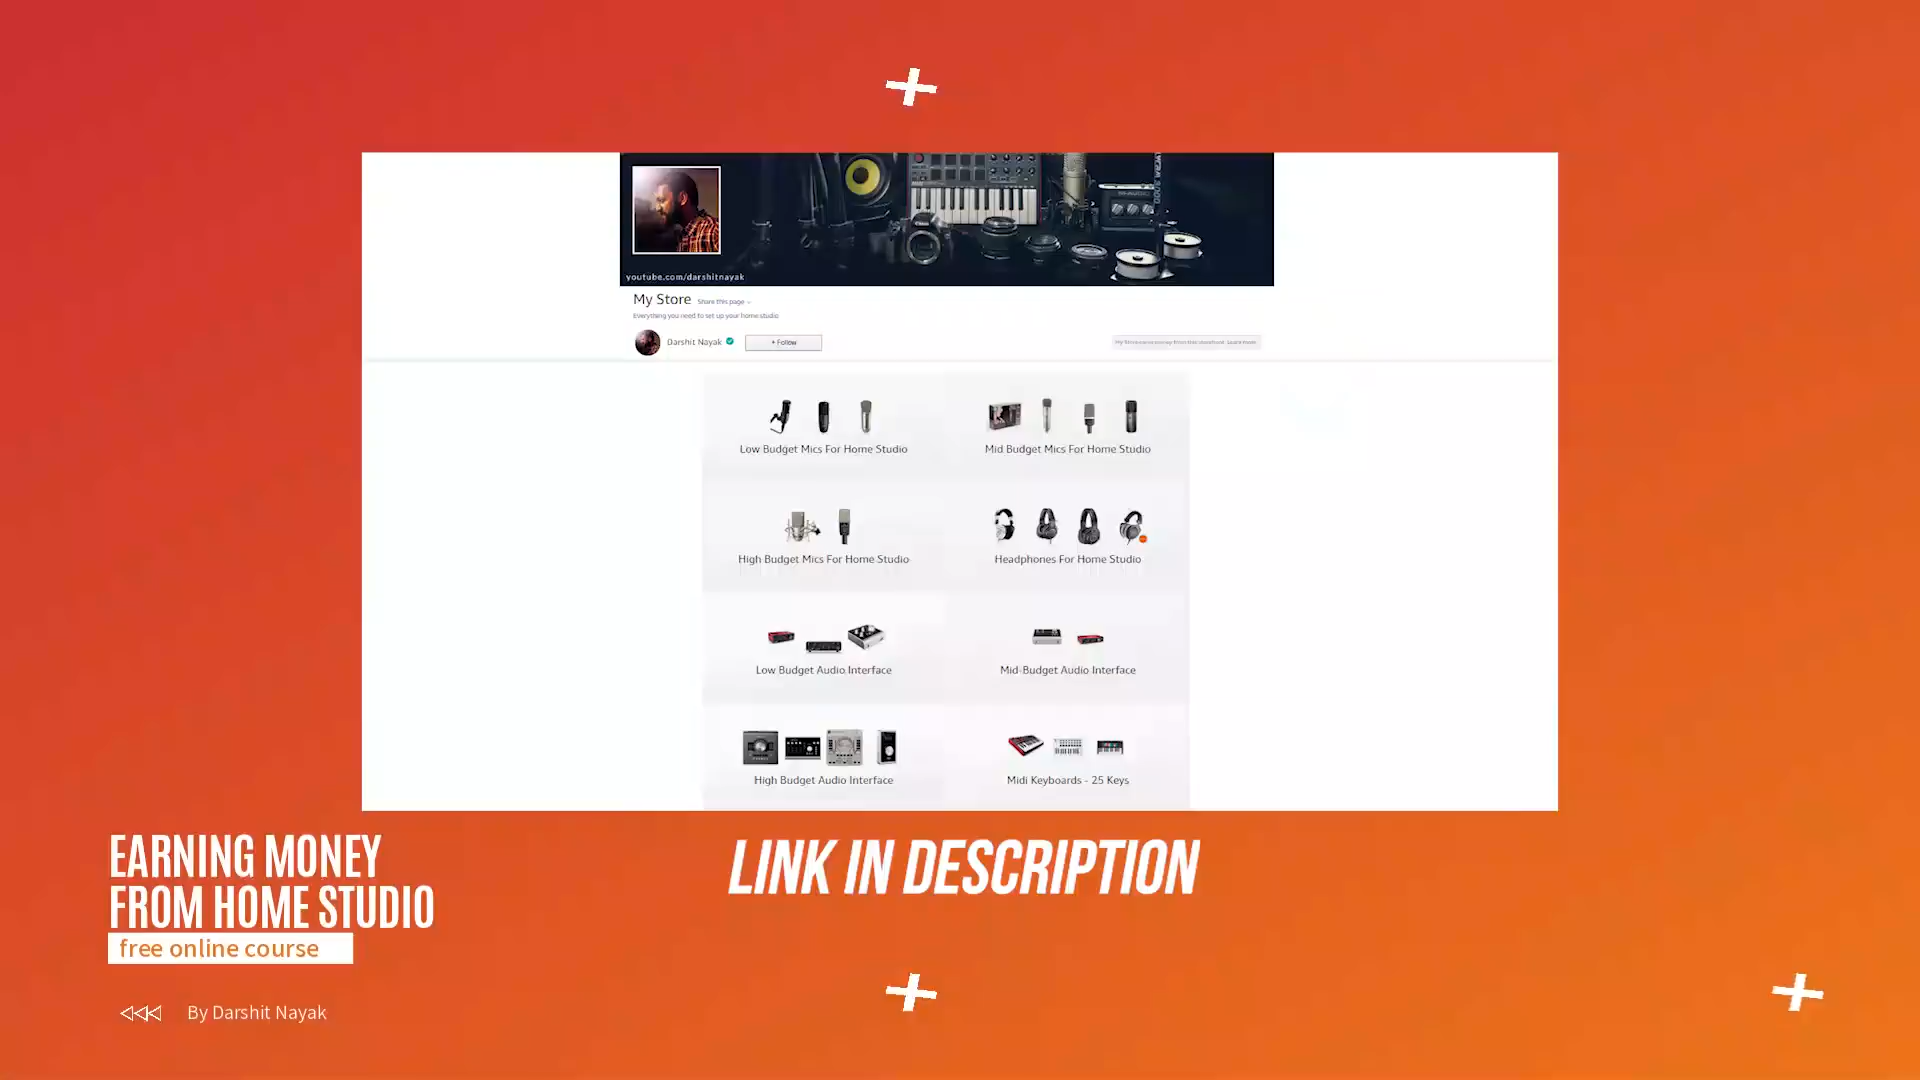 youtube.com/darshitnayak
My Store Share this page
Everything you need to set up your home studio
Darshit Nayak
+ Follow
Learn more
Low Budget Mics For Home Studio
Mid Budget Mics For Home Studio
High Budget Mics For Home Studio
Headphones For Home Studio
Low Budget Audio Interface
Mid-Budget Audio Interface
High Budget Audio Interface
Midi Keyboards - 25 Keys
EARNING MONEY
FROM HOME STUDIO
free online course
LINK IN DESCRIPTION
By Darshit Nayak